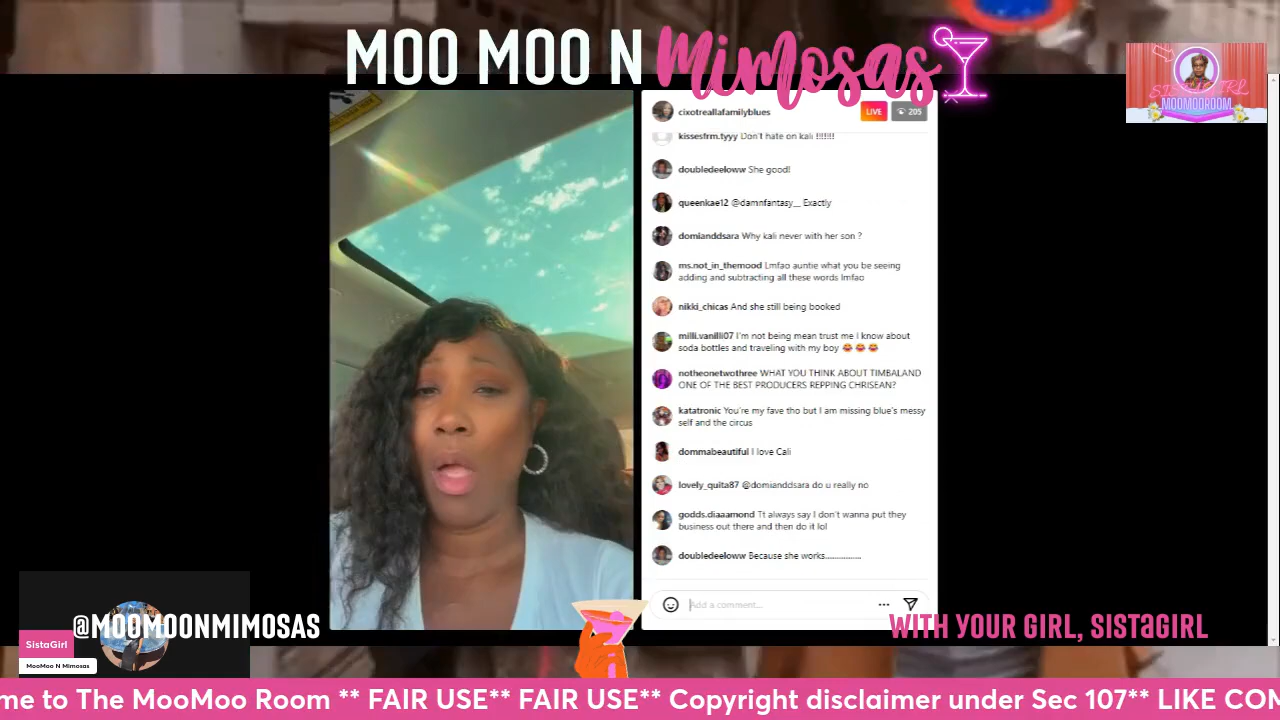 MOO MOO N Mimosas
SISTA GIRL
MOOMOOROOM
cixotreallafamilyblues
LIVE
205
kissesfrm.tyyy Don't hate on kali !!!!!!!
doubledeeloww She good!
queenkae12 @damnfantasy__ Exactly
domianddsara Why kali never with her son ?
ms.not_in_themood Lmfao auntie what you be seeing
adding and subtracting all these words lmfao
nikki_chicas And she still being booked
milli.vanilli07 I'm not being mean trust me I know about
soda bottles and traveling with my boy 😂 😂 😂
notheonetwothree WHAT YOU THINK ABOUT TIMBALAND
ONE OF THE BEST PRODUCERS REPPING CHRISEAN?
katatronic You're my fave tho but I am missing blue's messy
self and the circus
dommabeautiful I love Cali
lovely_quita87 @domianddsara do u really no
godds.diaaamond Tt always say I don't wanna put they
business out there and then do it lol
doubledeeloww Because she works..................
Add a comment...
@MOOMOONMIMOSAS
WITH YOUR GIRL, SISTAGIRL
SistaGirl
MooMoo N Mimosas
me to The MooMoo Room ** FAIR USE** FAIR USE** Copyright disclaimer under Sec 107** LIKE COM